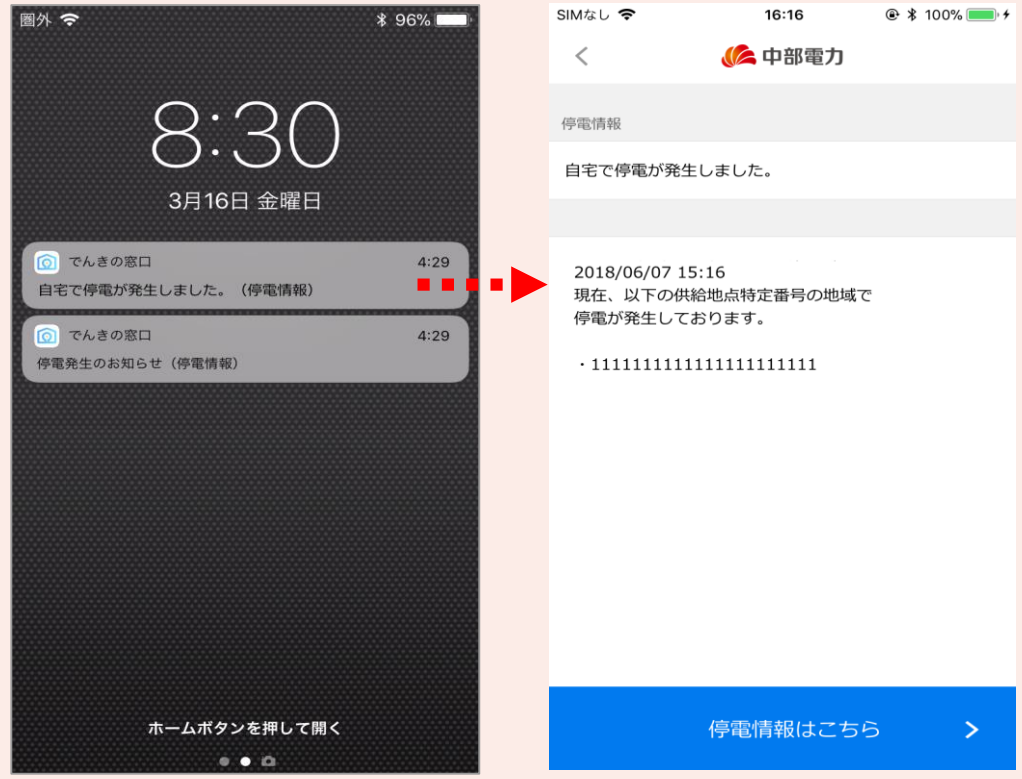 圏外 96%
8:30
3月16日 金曜日
でんきの窓口 4:29
自宅で停電が発生しました。(停電情報)
でんきの窓口 4:29
停電発生のお知らせ(停電情報)
ホームボタンを押して開く
SIMなし 16:16 100%
中部電力
停電情報
自宅で停電が発生しました。
2018/06/07 15:16
現在、以下の供給地点特定番号の地域で
停電が発生しております。
・1111111111111111111111
停電情報はこちら